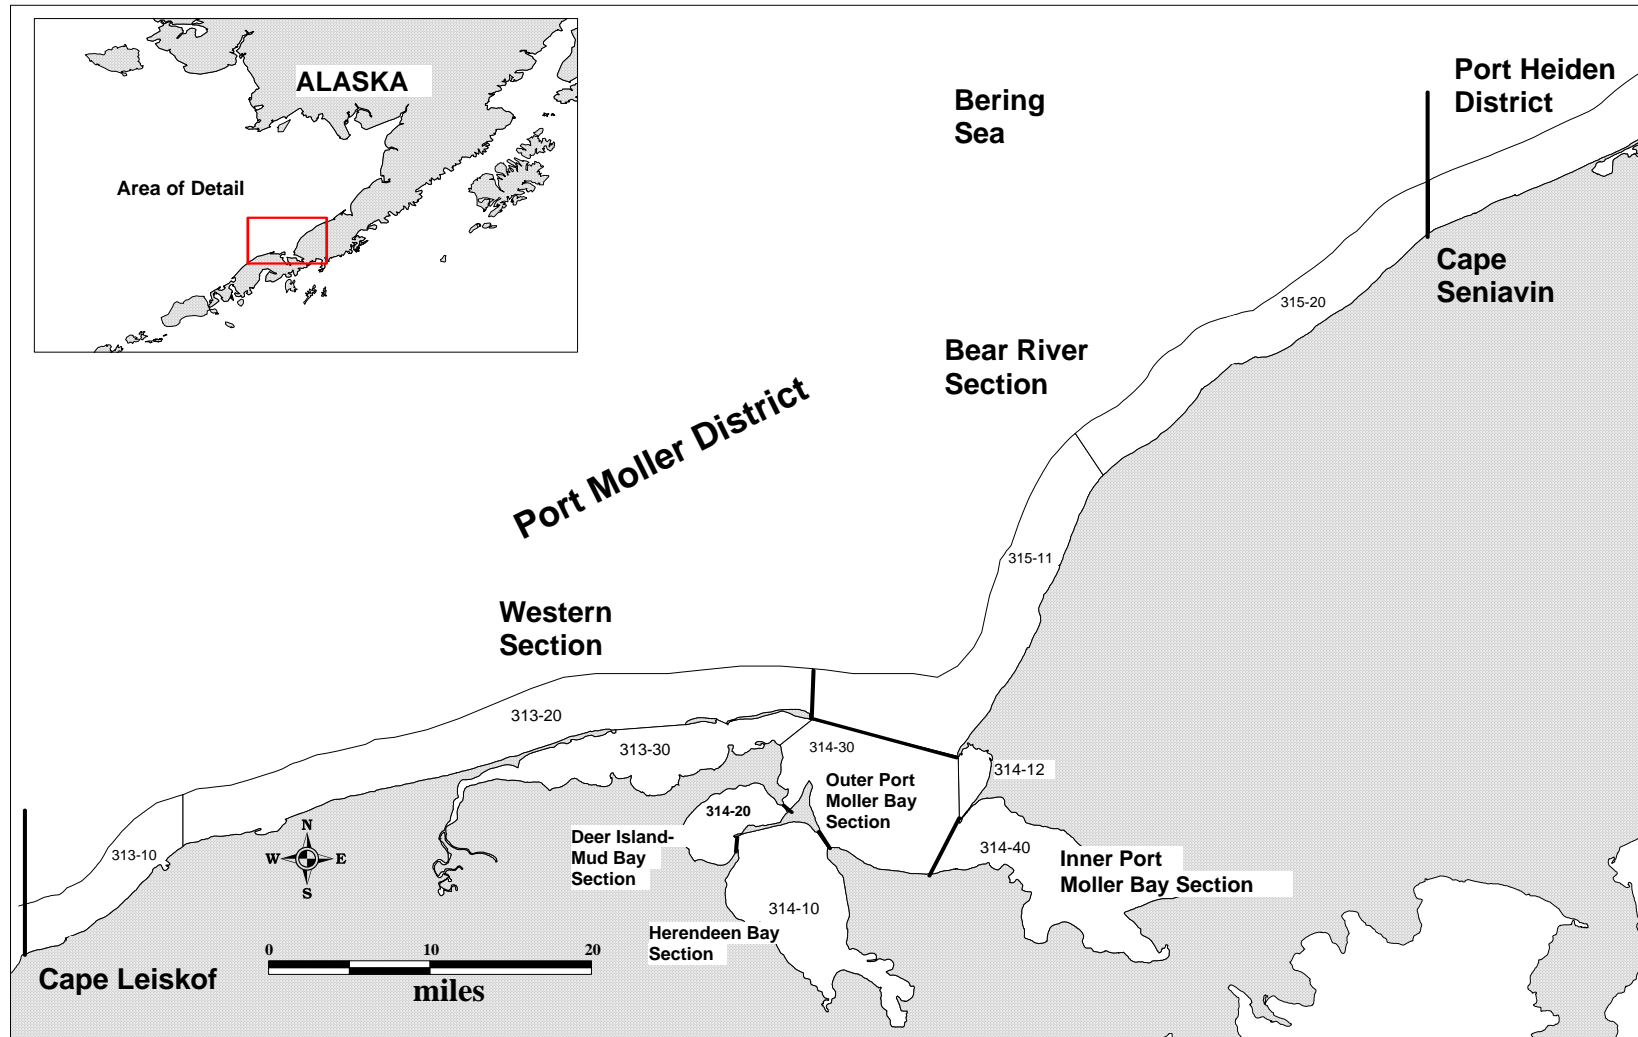 ALASKA
Area of Detail
Bering
Sea
Port Heiden
District
Cape
Seniavin
315-20
Bear River
Section
Port Moller District
315-11
Western
Section
313-20
313-30
314-30
314-12
Outer Port
Moller Bay
Section
314-20
Deer Island-
Mud Bay
Section
314-40
Inner Port
Moller Bay Section
313-10
N
W
E
S
314-10
Herendeen Bay
Section
0 10 20
miles
Cape Leiskof